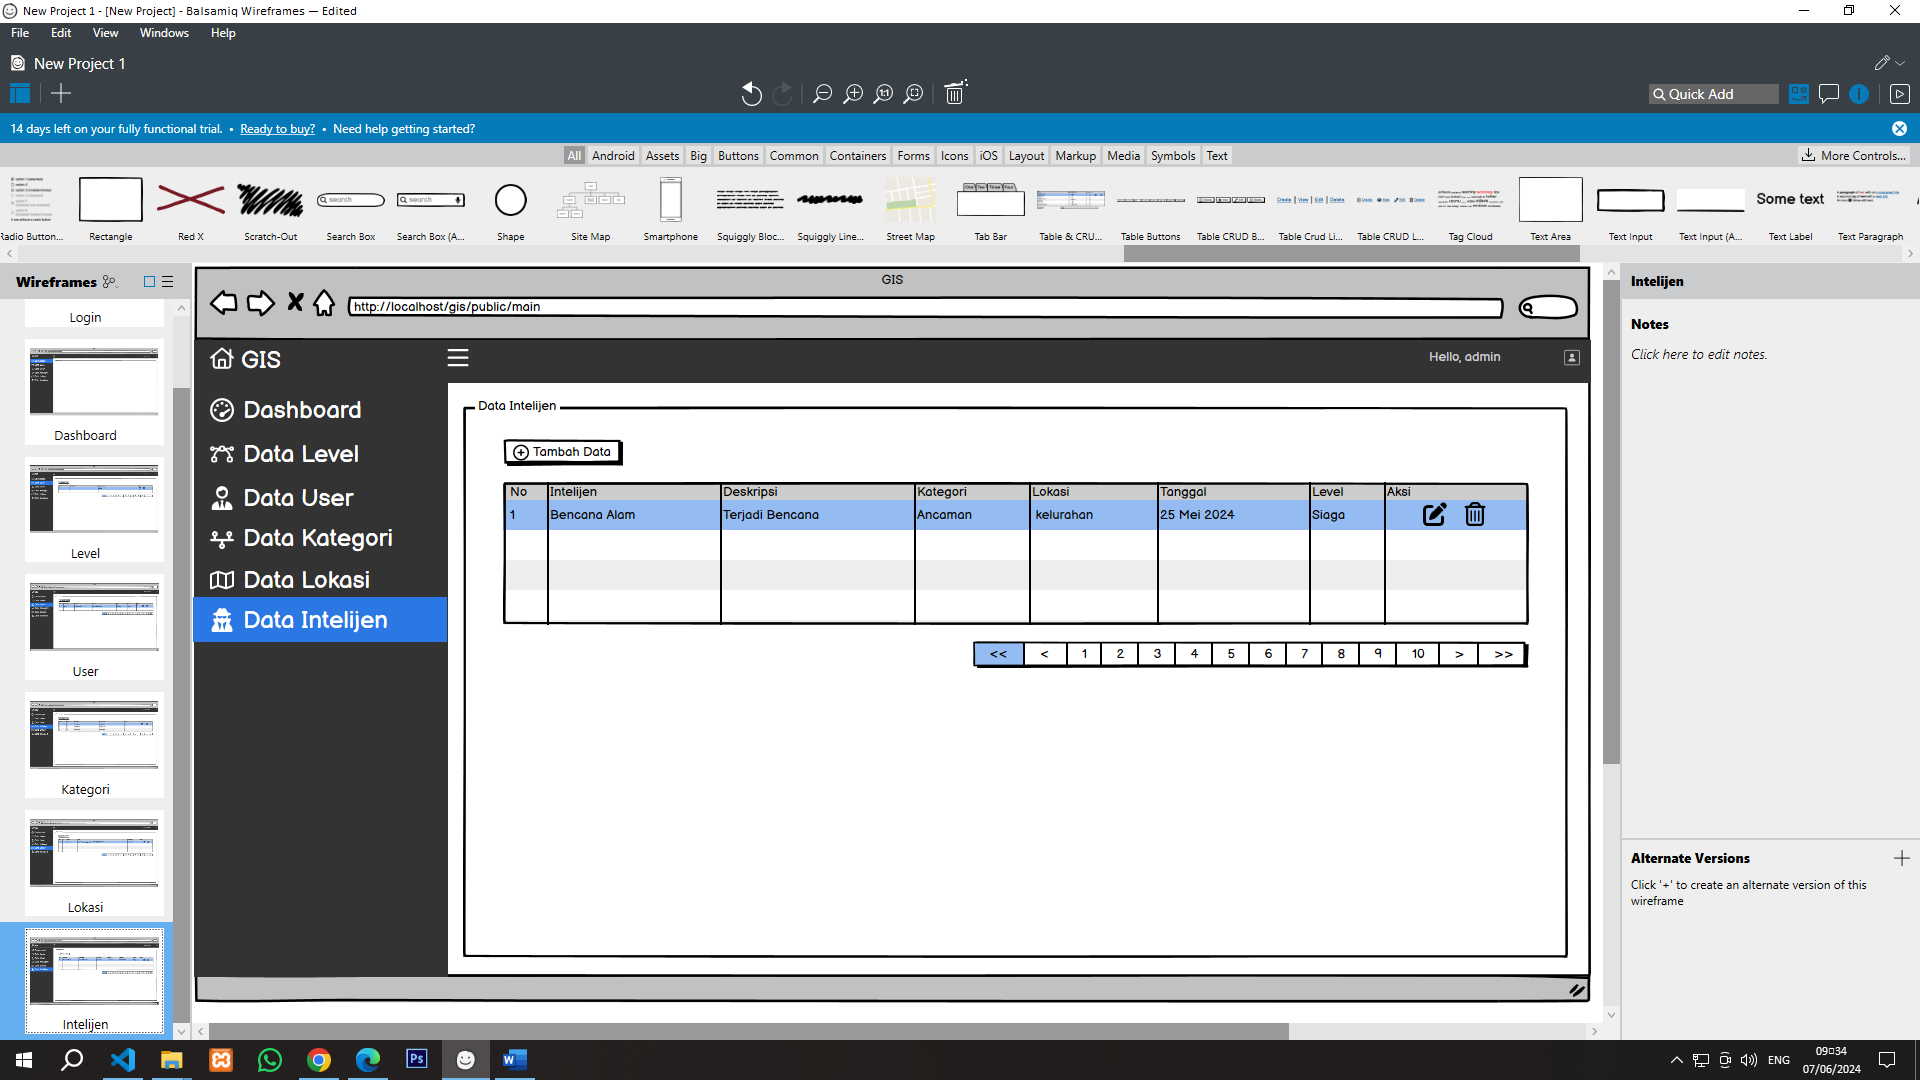 New Project 1 - [New Project] - Balsamiq Wireframes — Edited
File Edit View Windows Help
New Project 1
Quick Add
14 days left on your fully functional trial. • Ready to buy? • Need help getting started?
All Android Assets Big Buttons Common Containers Forms Icons iOS Layout Markup Media Symbols Text
More Controls...
search
search
Some text
Radio Button... Rectangle Red X Scratch-Out Search Box Search Box (A... Shape Site Map Smartphone Squiggly Bloc... Squiggly Line... Street Map Tab Bar Table & CRU... Table Buttons Table CRUD B... Table Crud Li... Table CRUD L... Tag Cloud Text Area Text Input Text Input (A... Text Label Text Paragraph
Wireframes
Login
Dashboard
Level
User
Kategori
Lokasi
Intelijen
GIS
http://localhost/gis/public/main
GIS
Hello, admin
Dashboard
Data Level
Data User
Data Kategori
Data Lokasi
Data Intelijen
Data Intelijen
Tambah Data
No Intelijen Deskripsi Kategori Lokasi Tanggal Level Aksi
1 Bencana Alam Terjadi Bencana Ancaman kelurahan 25 Mei 2024 Siaga
<< < 1 2 3 4 5 6 7 8 9 10 > >>
Intelijen
Notes
Click here to edit notes.
Alternate Versions
Click '+' to create an alternate version of this
wireframe
Ps
ENG
09:34
07/06/2024